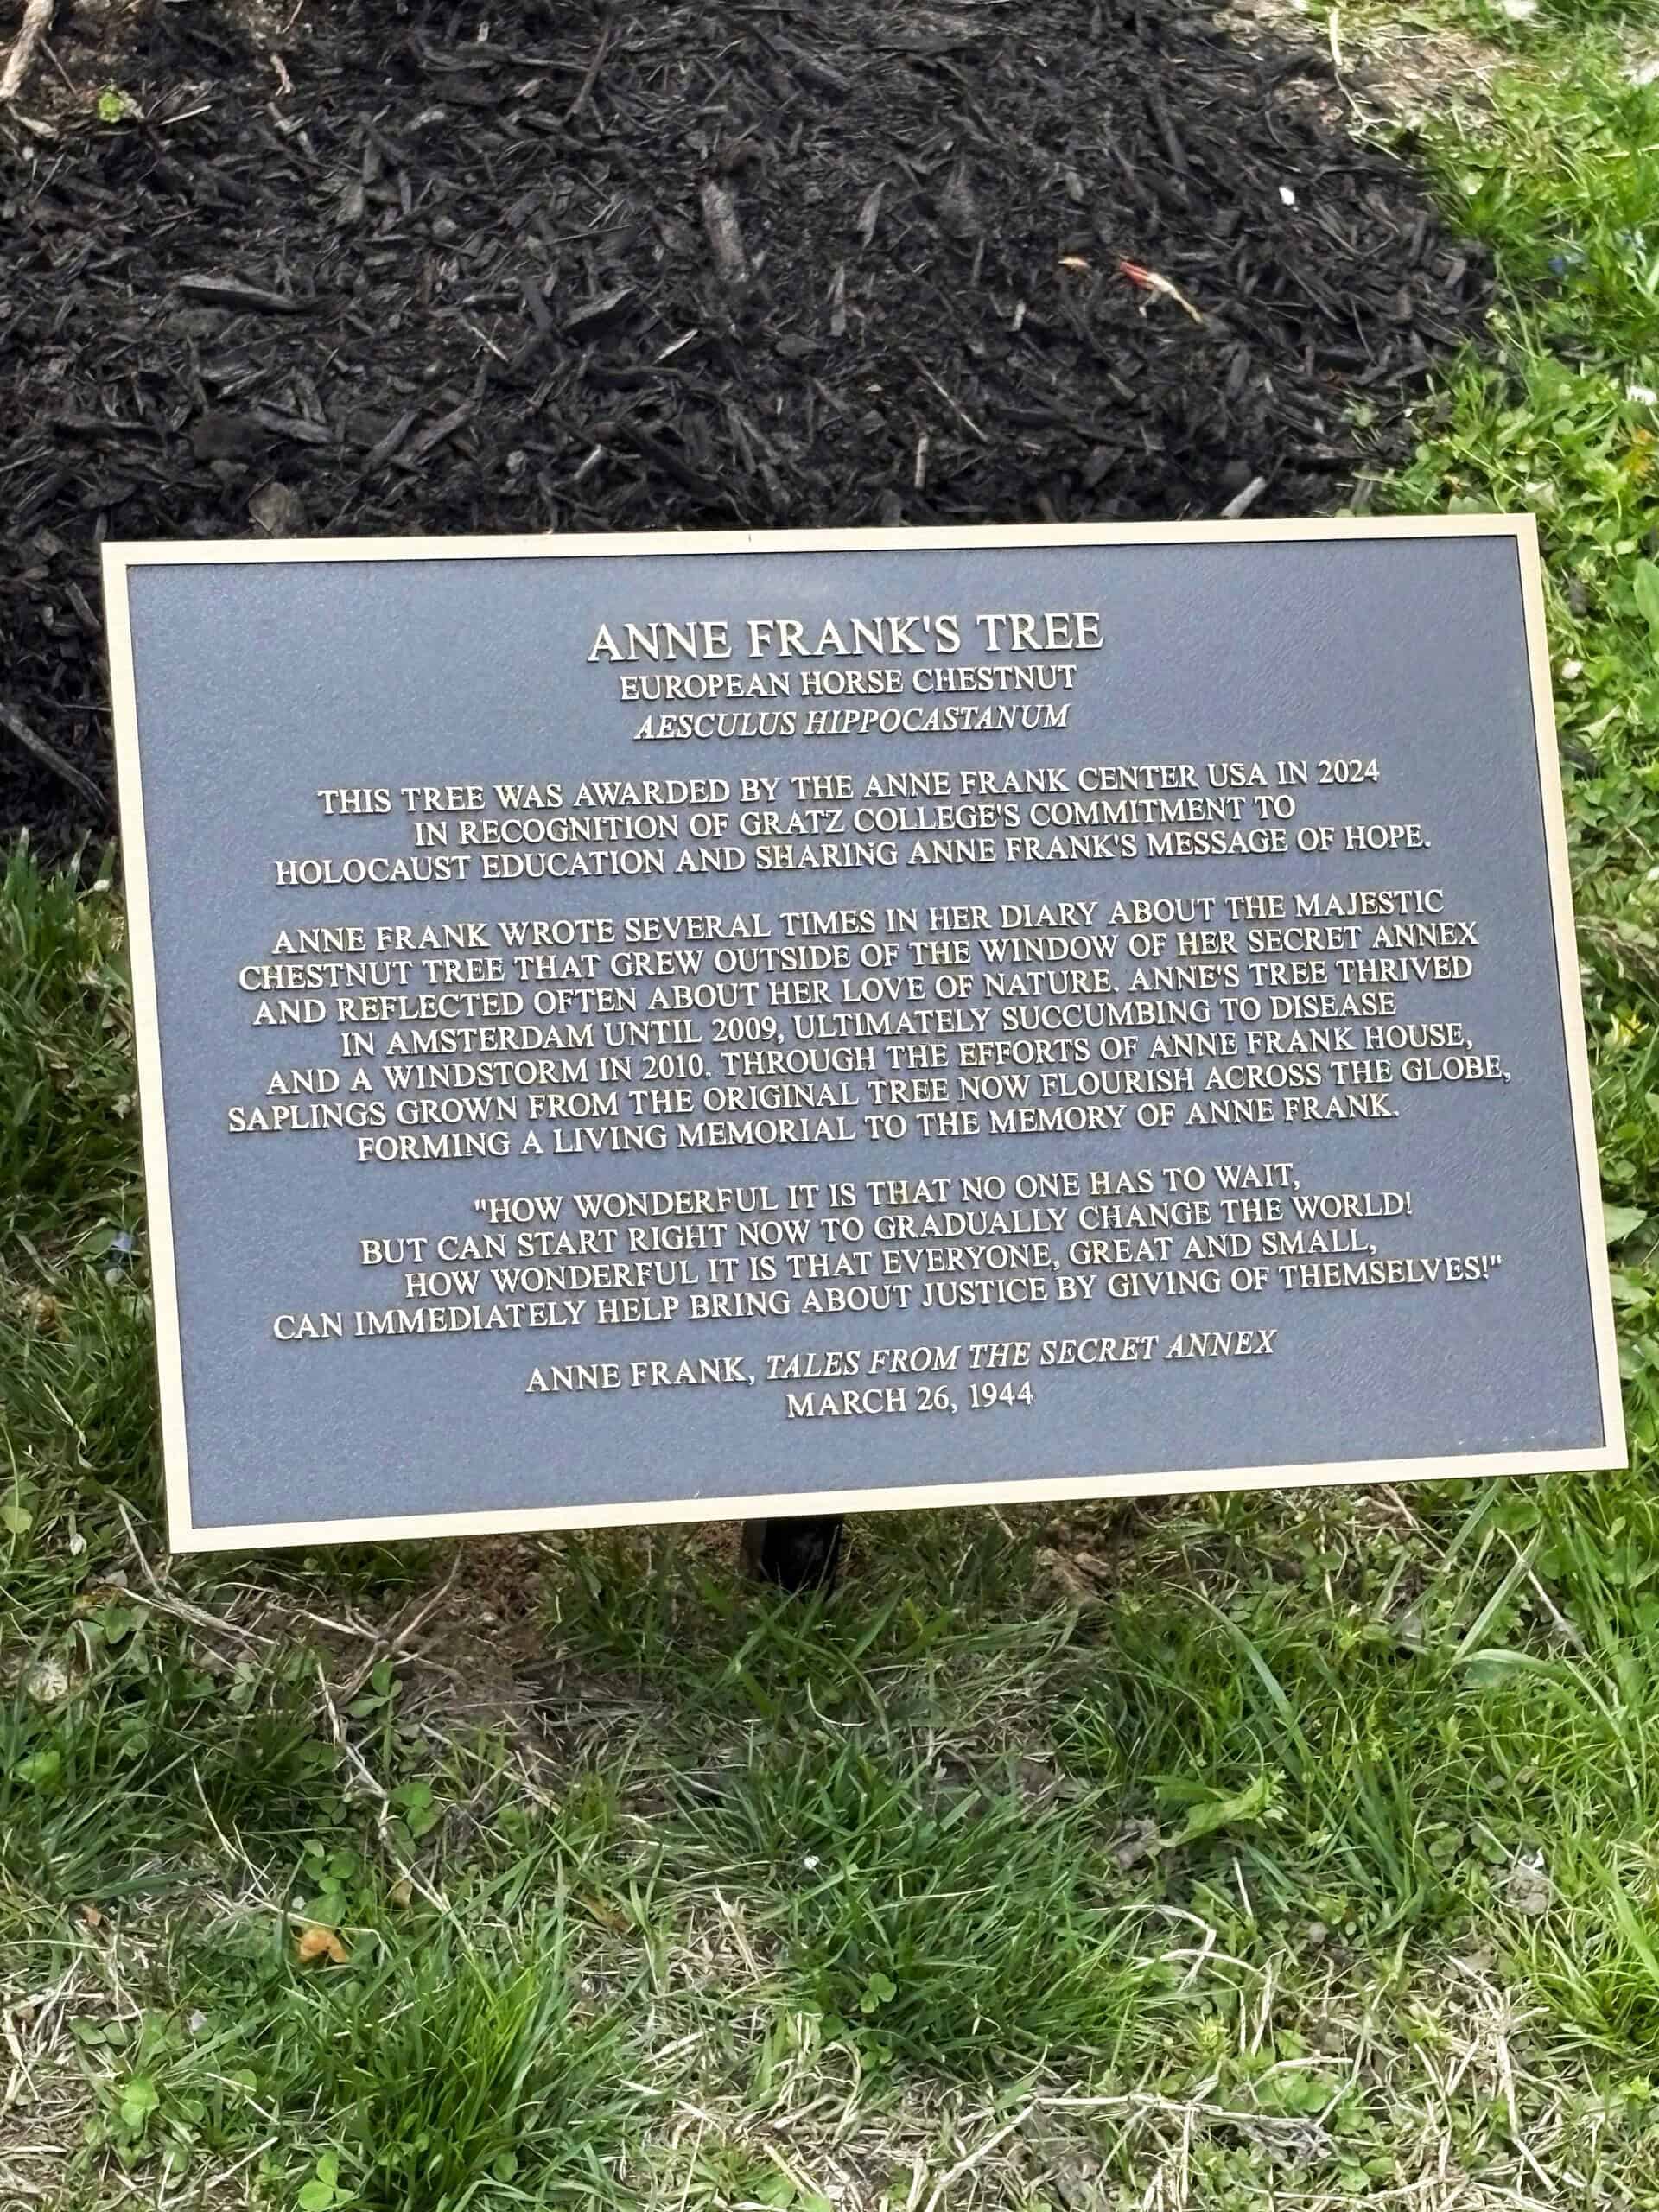 ANNE FRANK'S TREE
EUROPEAN HORSE CHESTNUT
AESCULUS HIPPOCASTANUM
THIS TREE WAS AWARDED BY THE ANNE FRANK CENTER USA IN 2024
IN RECOGNITION OF GRATZ COLLEGE'S COMMITMENT TO
HOLOCAUST EDUCATION AND SHARING ANNE FRANK'S MESSAGE OF HOPE.
ANNE FRANK WROTE SEVERAL TIMES IN HER DIARY ABOUT THE MAJESTIC
CHESTNUT TREE THAT GREW OUTSIDE OF THE WINDOW OF HER SECRET ANNEX
AND REFLECTED OFTEN ABOUT HER LOVE OF NATURE. ANNE'S TREE THRIVED
IN AMSTERDAM UNTIL 2009, ULTIMATELY SUCCUMBING TO DISEASE
AND A WINDSTORM IN 2010. THROUGH THE EFFORTS OF ANNE FRANK HOUSE,
SAPLINGS GROWN FROM THE ORIGINAL TREE NOW FLOURISH ACROSS THE GLOBE,
FORMING A LIVING MEMORIAL TO THE MEMORY OF ANNE FRANK.
"HOW WONDERFUL IT IS THAT NO ONE HAS TO WAIT,
BUT CAN START RIGHT NOW TO GRADUALLY CHANGE THE WORLD!
HOW WONDERFUL IT IS THAT EVERYONE, GREAT AND SMALL,
CAN IMMEDIATELY HELP BRING ABOUT JUSTICE BY GIVING OF THEMSELVES!"
ANNE FRANK, TALES FROM THE SECRET ANNEX
MARCH 26, 1944